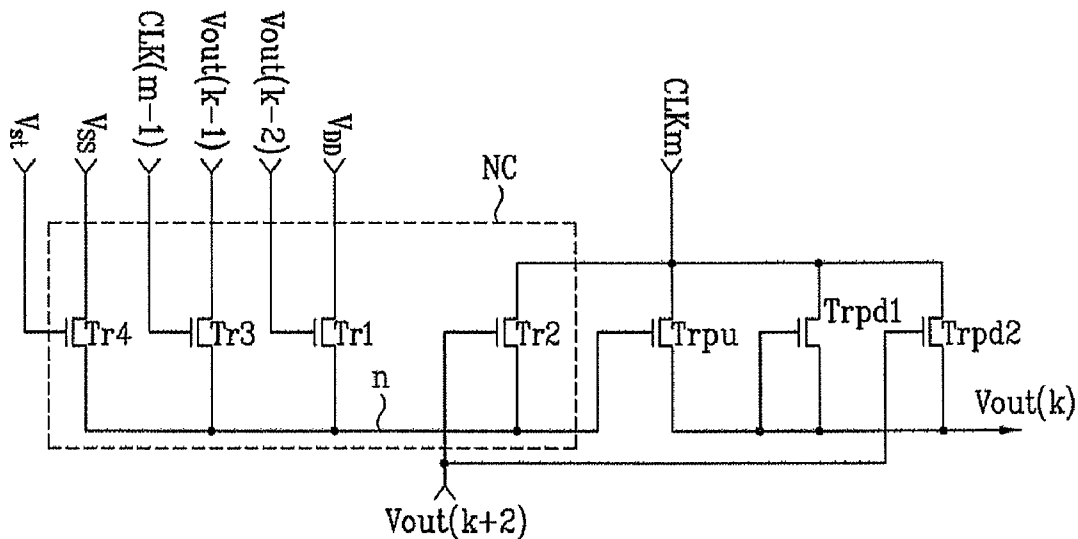 Vst
VSS
CLK(m-1)
Vout(k-1)
Vout(k-2)
VDD
CLKm
NC
Tr4
Tr3
Tr1
Tr2
Trpu
Trpd1
Trpd2
n
Vout(k)
Vout(k+2)